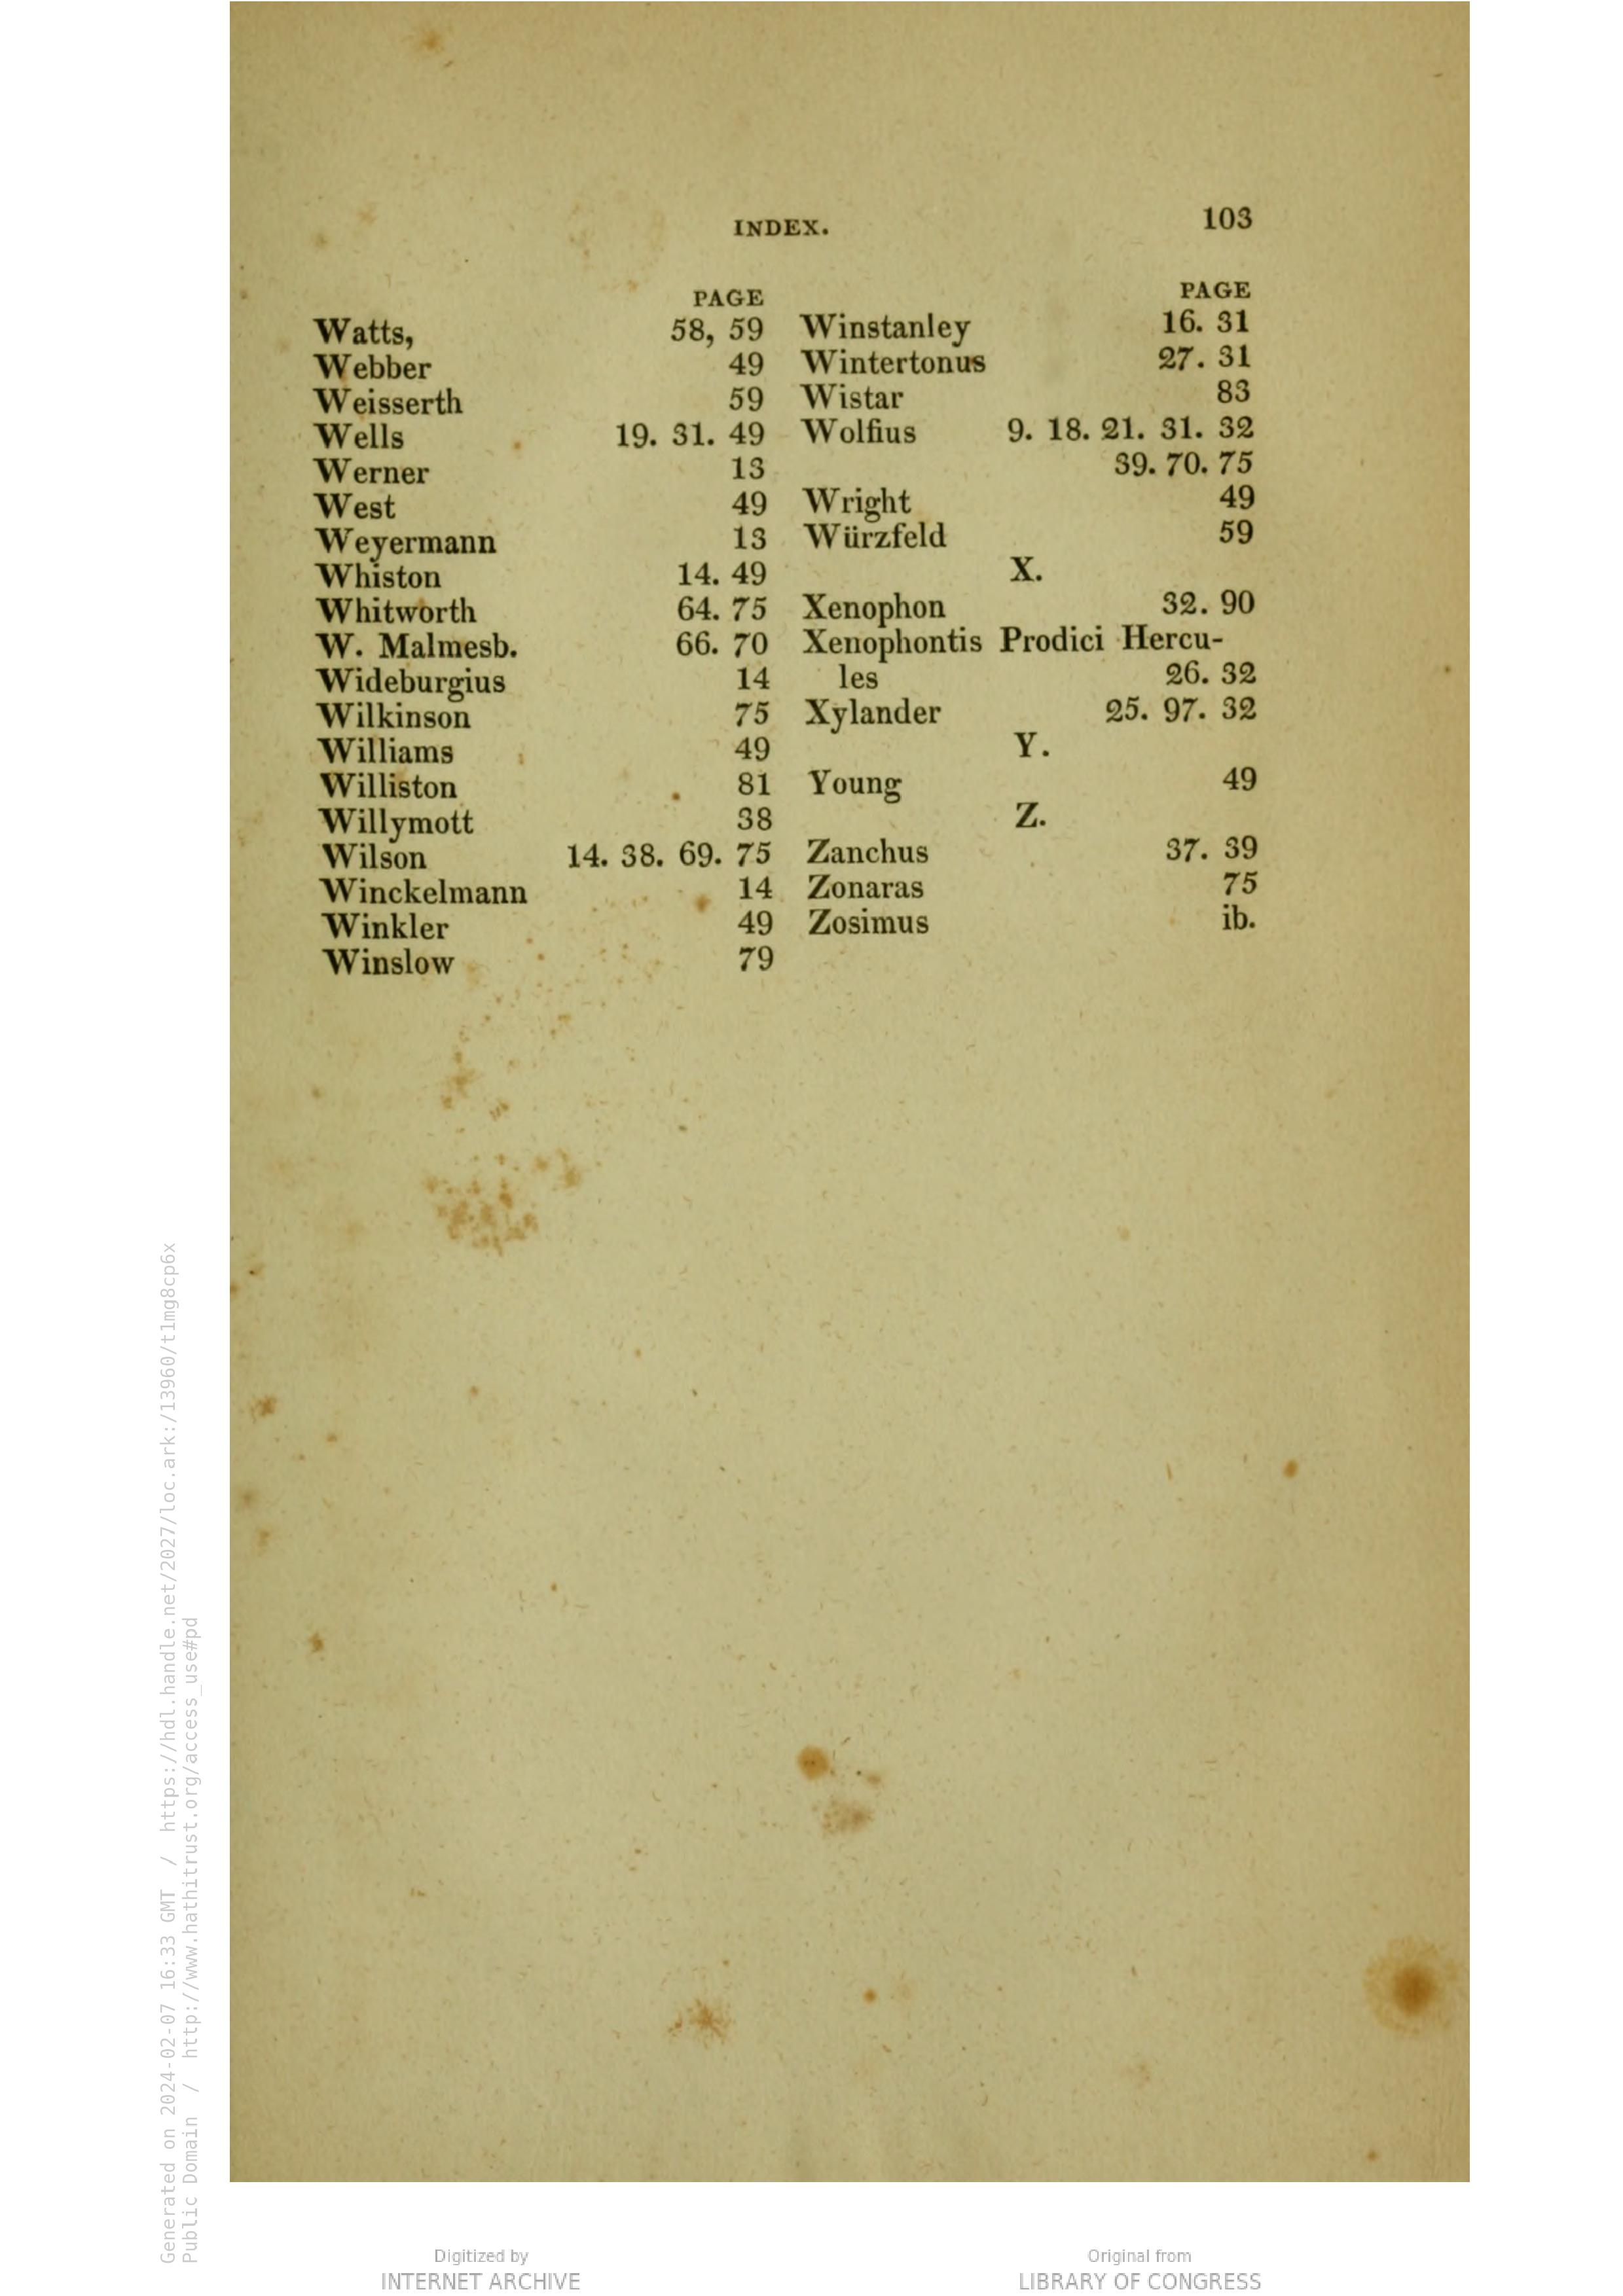 INDEX. 103
PAGE
Watts, 58, 59
Webber 49
Weisserth 59
Wells 19. 31. 49
Werner 13
West 49
Weyermann 13
Whiston 14. 49
Whitworth 64. 75
W. Malmesb. 66. 70
Wideburgius 14
Wilkinson 75
Williams 49
Williston 81
Willymott 38
Wilson 14. 38. 69. 75
Winckelmann 14
Winkler 49
Winslow 79
PAGE
Winstanley 16. 31
Wintertonus 27. 31
Wistar 83
Wolfius 9. 18. 21. 31. 32
39. 70. 75
Wright 49
Würzfeld 59
X.
Xenophon 32. 90
Xenophontis Prodici Hercu-
les 26. 32
Xylander 25. 97. 32
Y.
Young 49
Z.
Zanchus 37. 39
Zonaras 75
Zosimus ib.
Generated on 2024-02-07 16:33 GMT / https://hdl.handle.net/2027/loc.ark:/13960/t1mg8cp6x
Public Domain / http://www.hathitrust.org/access_use#pd
Digitized by
INTERNET ARCHIVE
Original from
LIBRARY OF CONGRESS